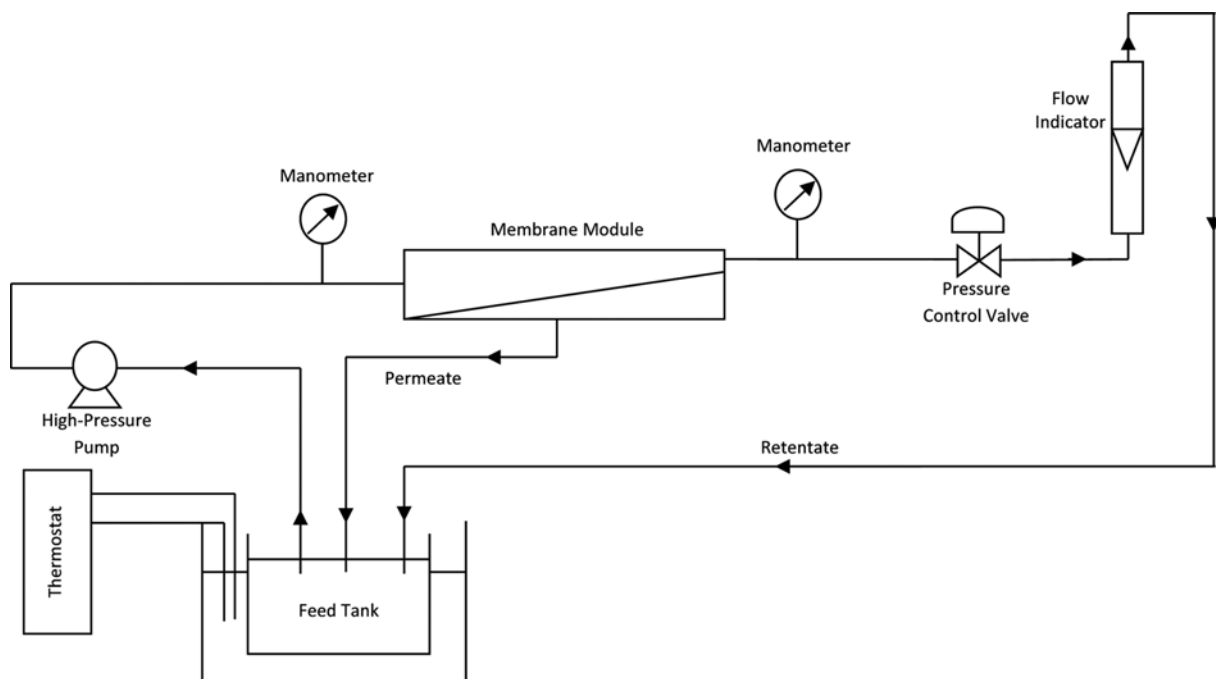 Flow
Indicator
Manometer
Manometer
Membrane Module
Pressure
Control Valve
Permeate
High-Pressure
Pump
Retentate
Thermostat
Feed Tank